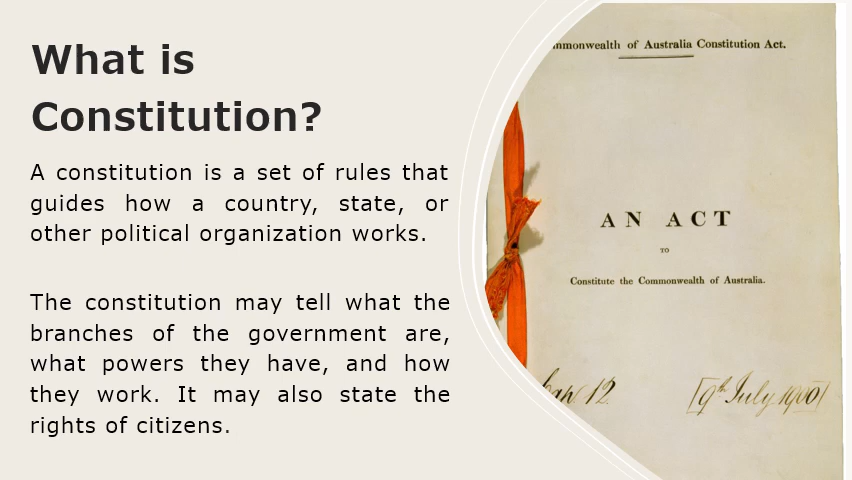 What is
Constitution?
A constitution is a set of rules that
guides how a country, state, or
other political organization works.
The constitution may tell what the
branches of the government are,
what powers they have, and how
they work. It may also state the
rights of citizens.
of Australia Constitution Act.
AN ACT
TO
Constitute the Commonwealth of Australia.
12.
[9th July 1900]